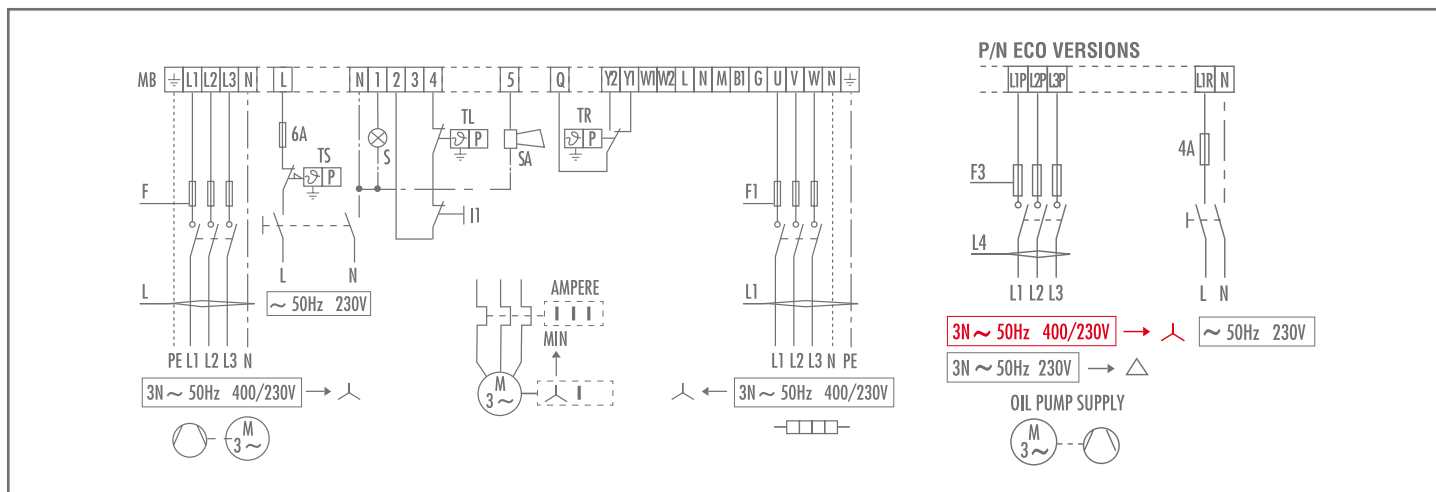 P/N ECO VERSIONS
MB L1 L2 L3 N L N 1 2 3 4 5 Q Y2 Y1 W1 W2 L N M B1 G U V W N
L1P L2P L3P L1R N
6A
TS
P
S
TL
P
SA
TR
P
4A
F
F1
F3
I1
L N
~ 50Hz 230V
L
L1
L4
AMPERE
I I I
MIN
M
3 ~
I
PE L1 L2 L3 N
3N ~ 50Hz 400/230V
M
3 ~
L1 L2 L3 N PE
3N ~ 50Hz 400/230V
L1 L2 L3
L N
3N ~ 50Hz 400/230V
~ 50Hz 230V
3N ~ 50Hz 230V
OIL PUMP SUPPLY
M
3 ~